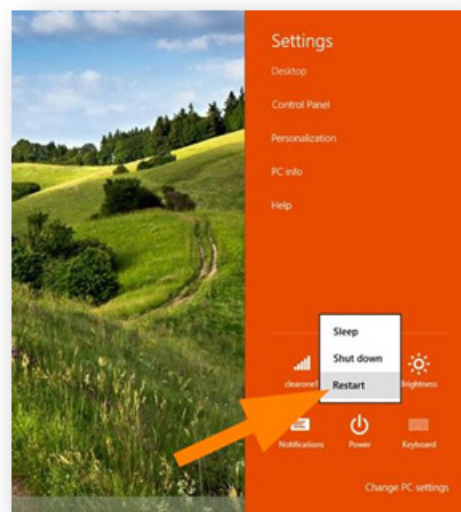 Settings
Desktop
Control Panel
Personalization
PC info
Help
Sleep
Shut down
Restart
Brightness
Notifications
Power
Keyboard
Change PC settings